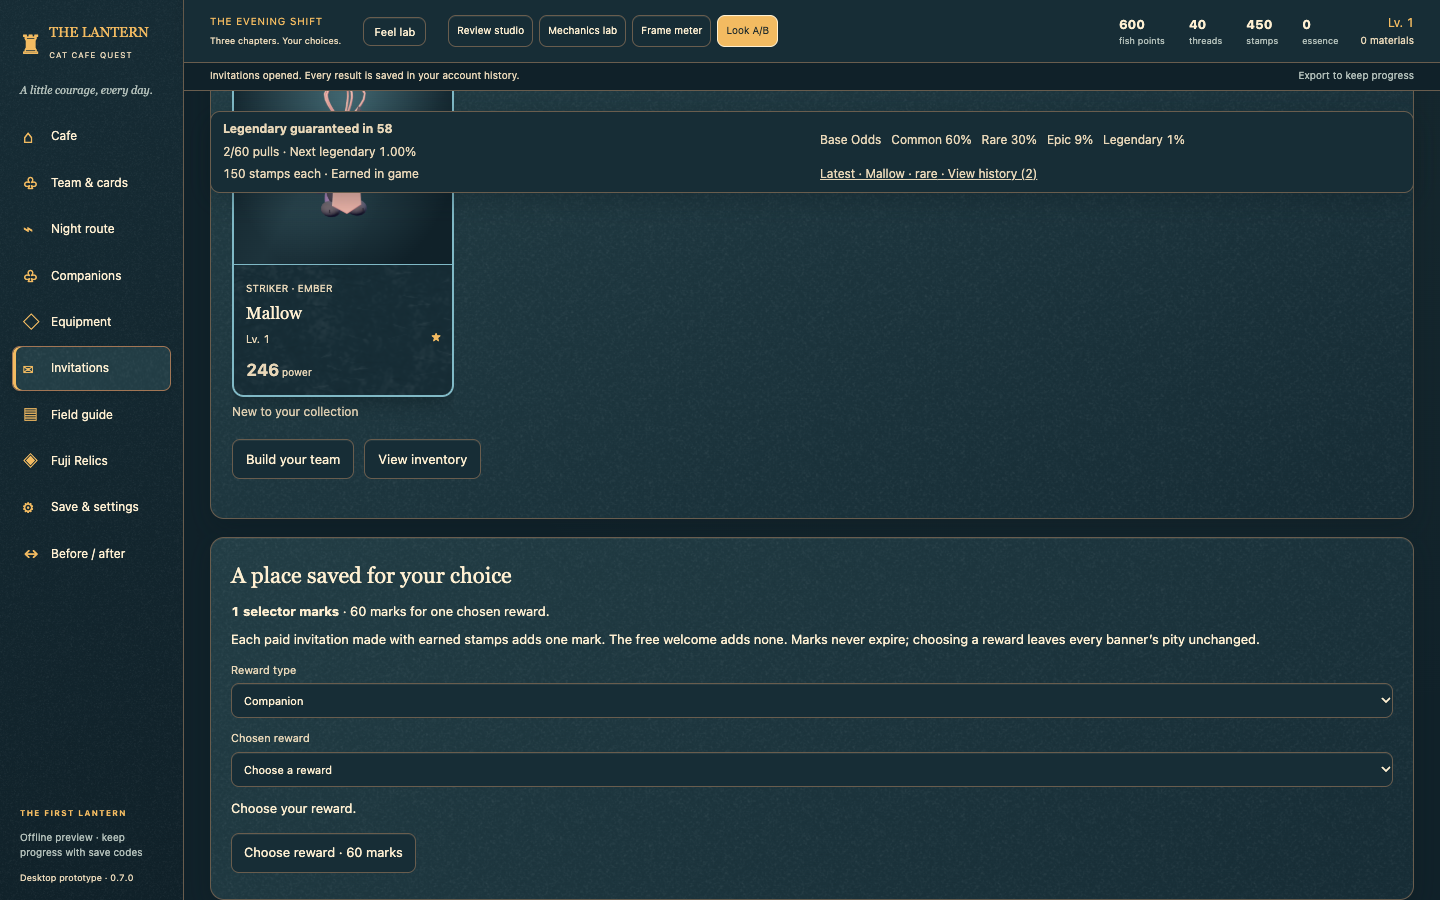 THE LANTERN
CAT CAFE QUEST
A little courage, every day.
Cafe
Team & cards
Night route
Companions
Equipment
Invitations
Field guide
Fuji Relics
Save & settings
Before / after
THE FIRST LANTERN
Offline preview · keep
progress with save codes
Desktop prototype · 0.7.0
THE EVENING SHIFT
Three chapters. Your choices.
Feel lab
Review studio
Mechanics lab
Frame meter
Look A/B
600
fish points
40
threads
450
stamps
0
essence
Lv. 1
0 materials
Invitations opened. Every result is saved in your account history.
Export to keep progress
Legendary guaranteed in 58
2/60 pulls · Next legendary 1.00%
150 stamps each · Earned in game
Base Odds Common 60% Rare 30% Epic 9% Legendary 1%
Latest · Mallow · rare · View history (2)
STRIKER · EMBER
Mallow
Lv. 1
246 power
New to your collection
Build your team
View inventory
A place saved for your choice
1 selector marks · 60 marks for one chosen reward.
Each paid invitation made with earned stamps adds one mark. The free welcome adds none. Marks never expire; choosing a reward leaves every banner's pity unchanged.
Reward type
Companion
Chosen reward
Choose a reward
Choose your reward.
Choose reward · 60 marks